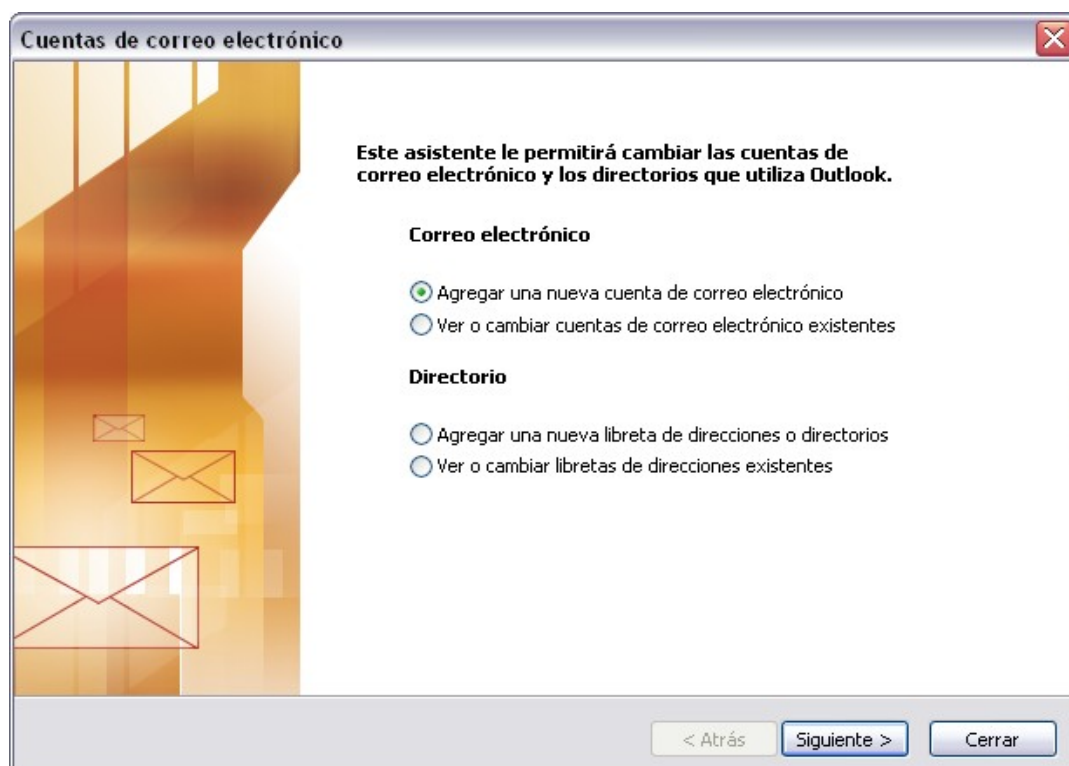 Cuentas de correo electrónico
Este asistente le permitirá cambiar las cuentas de
correo electrónico y los directorios que utiliza Outlook.
Correo electrónico
Agregar una nueva cuenta de correo electrónico
Ver o cambiar cuentas de correo electrónico existentes
Directorio
Agregar una nueva libreta de direcciones o directorios
Ver o cambiar libretas de direcciones existentes
< Atrás Siguiente > Cerrar